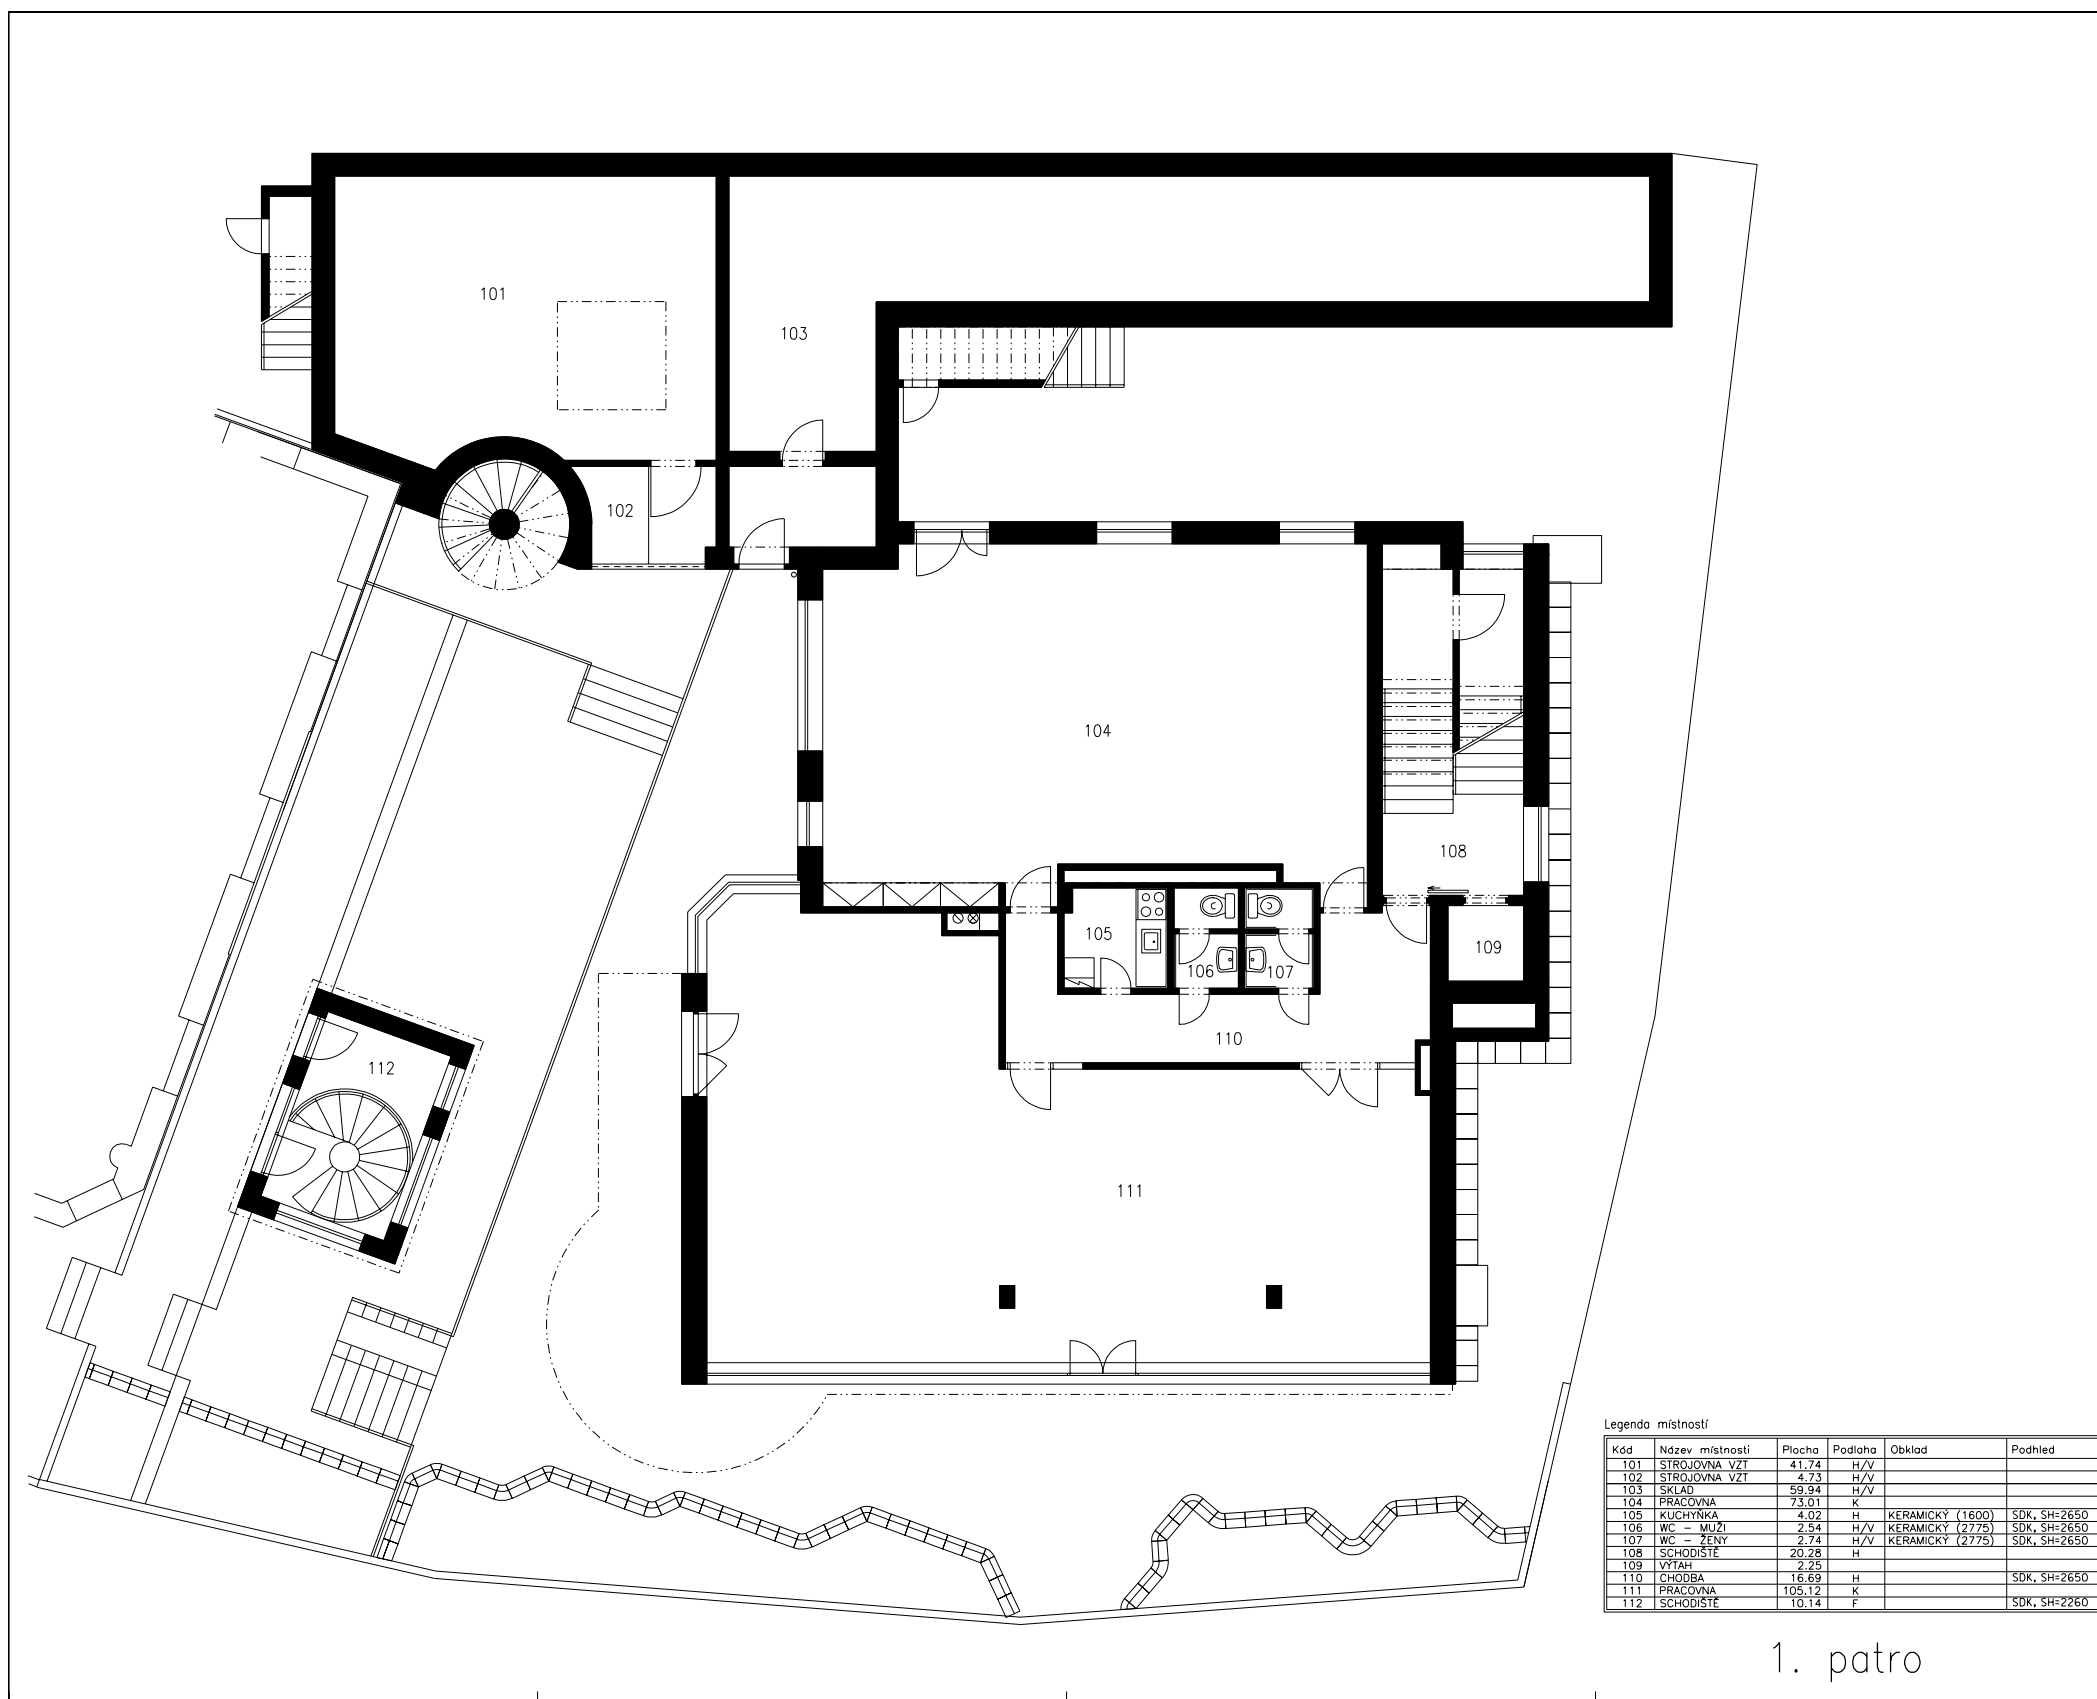 101
103
102
104
108
105
109
106
107
110
112
111
Legenda místností
Kód Název místnosti Plocha Podlaha Obklad Podhled
101 STROJOVNA VZT 41.74 H/V
102 STROJOVNA VZT 4.73 H/V
103 SKLAD 59.94 H/V
104 PRACOVNA 73.01 K
105 KUCHYŇKA 4.02 H KERAMICKÝ (1600) SDK, SH=2650
106 WC – MUŽI 2.54 H/V KERAMICKÝ (2775) SDK, SH=2650
107 WC – ŽENY 2.74 H/V KERAMICKÝ (2775) SDK, SH=2650
108 SCHODIŠTĚ 20.28 H
109 VÝTAH 2.25
110 CHODBA 16.69 H SDK, SH=2650
111 PRACOVNA 105.12 K
112 SCHODIŠTĚ 10.14 F SDK, SH=2260
1. patro